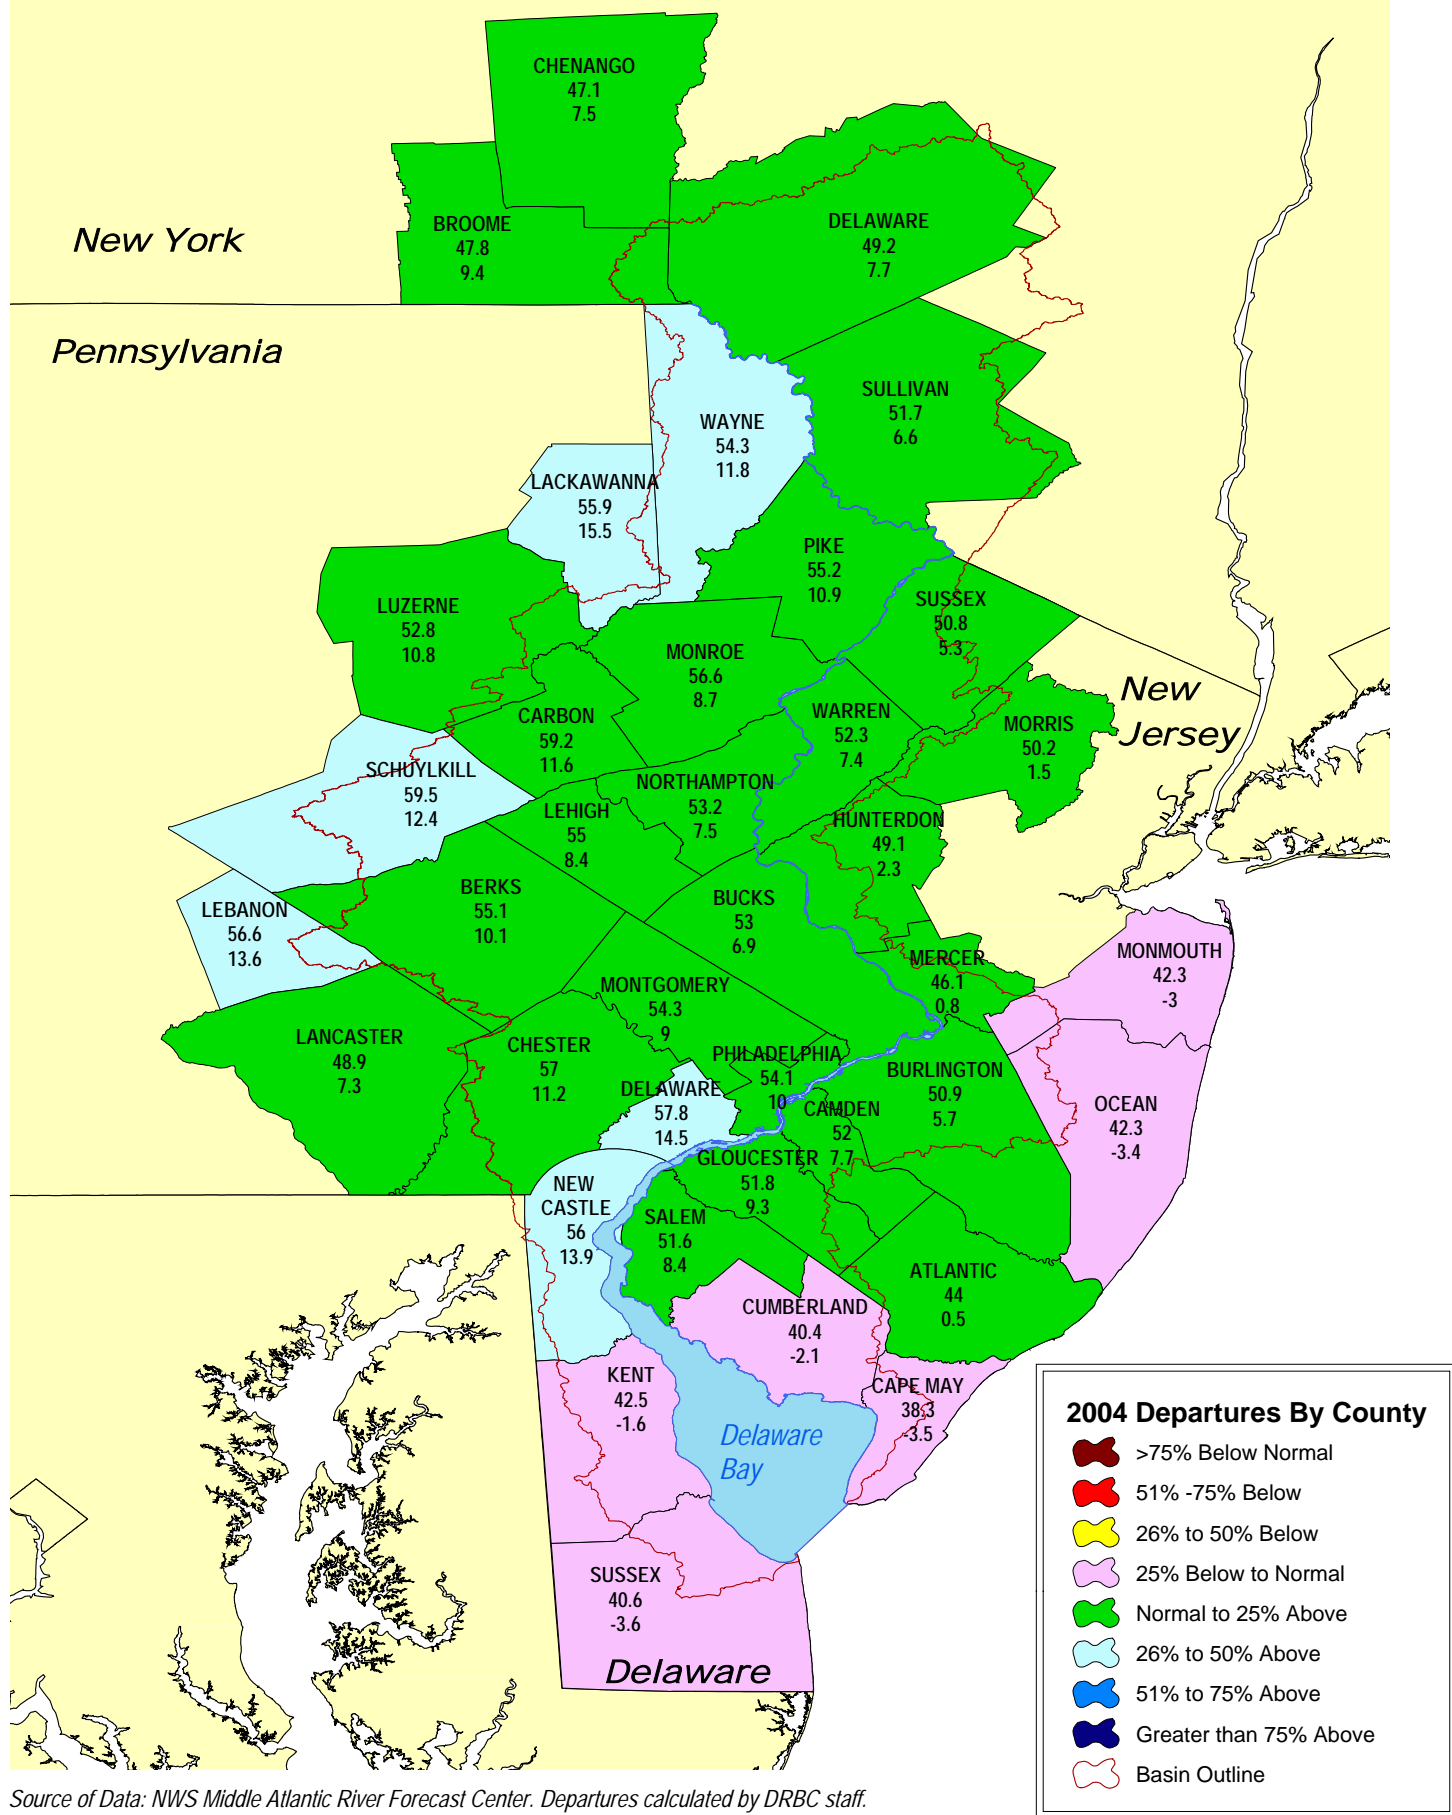 CHENANGO
47.1
7.5
BROOME
47.8
9.4
DELAWARE
49.2
7.7
New York
Pennsylvania
SULLIVAN
51.7
6.6
WAYNE
54.3
11.8
LACKAWANNA
55.9
15.5
PIKE
55.2
10.9
SUSSEX
50.8
5.3
LUZERNE
52.8
10.8
MONROE
56.6
8.7
New
Jersey
CARBON
59.2
11.6
WARREN
52.3
7.4
MORRIS
50.2
1.5
SCHUYLKILL
59.5
12.4
NORTHAMPTON
53.2
7.5
LEHIGH
55
8.4
HUNTERDON
49.1
2.3
BERKS
55.1
10.1
BUCKS
53
6.9
LEBANON
56.6
13.6
MERCER
46.1
0.8
MONMOUTH
42.3
-3
MONTGOMERY
54.3
9
LANCASTER
48.9
7.3
CHESTER
57
11.2
PHILADELPHIA
54.1
10
BURLINGTON
50.9
5.7
DELAWARE
57.8
14.5
CAMDEN
52
7.7
OCEAN
42.3
-3.4
GLOUCESTER
51.8
9.3
NEW
CASTLE
56
13.9
SALEM
51.6
8.4
ATLANTIC
44
0.5
CUMBERLAND
40.4
-2.1
KENT
42.5
-1.6
CAPE MAY
38.3
-3.5
Delaware
Bay
SUSSEX
40.6
-3.6
Delaware
2004 Departures By County
>75% Below Normal
51% -75% Below
26% to 50% Below
25% Below to Normal
Normal to 25% Above
26% to 50% Above
51% to 75% Above
Greater than 75% Above
Basin Outline
Source of Data: NWS Middle Atlantic River Forecast Center. Departures calculated by DRBC staff.